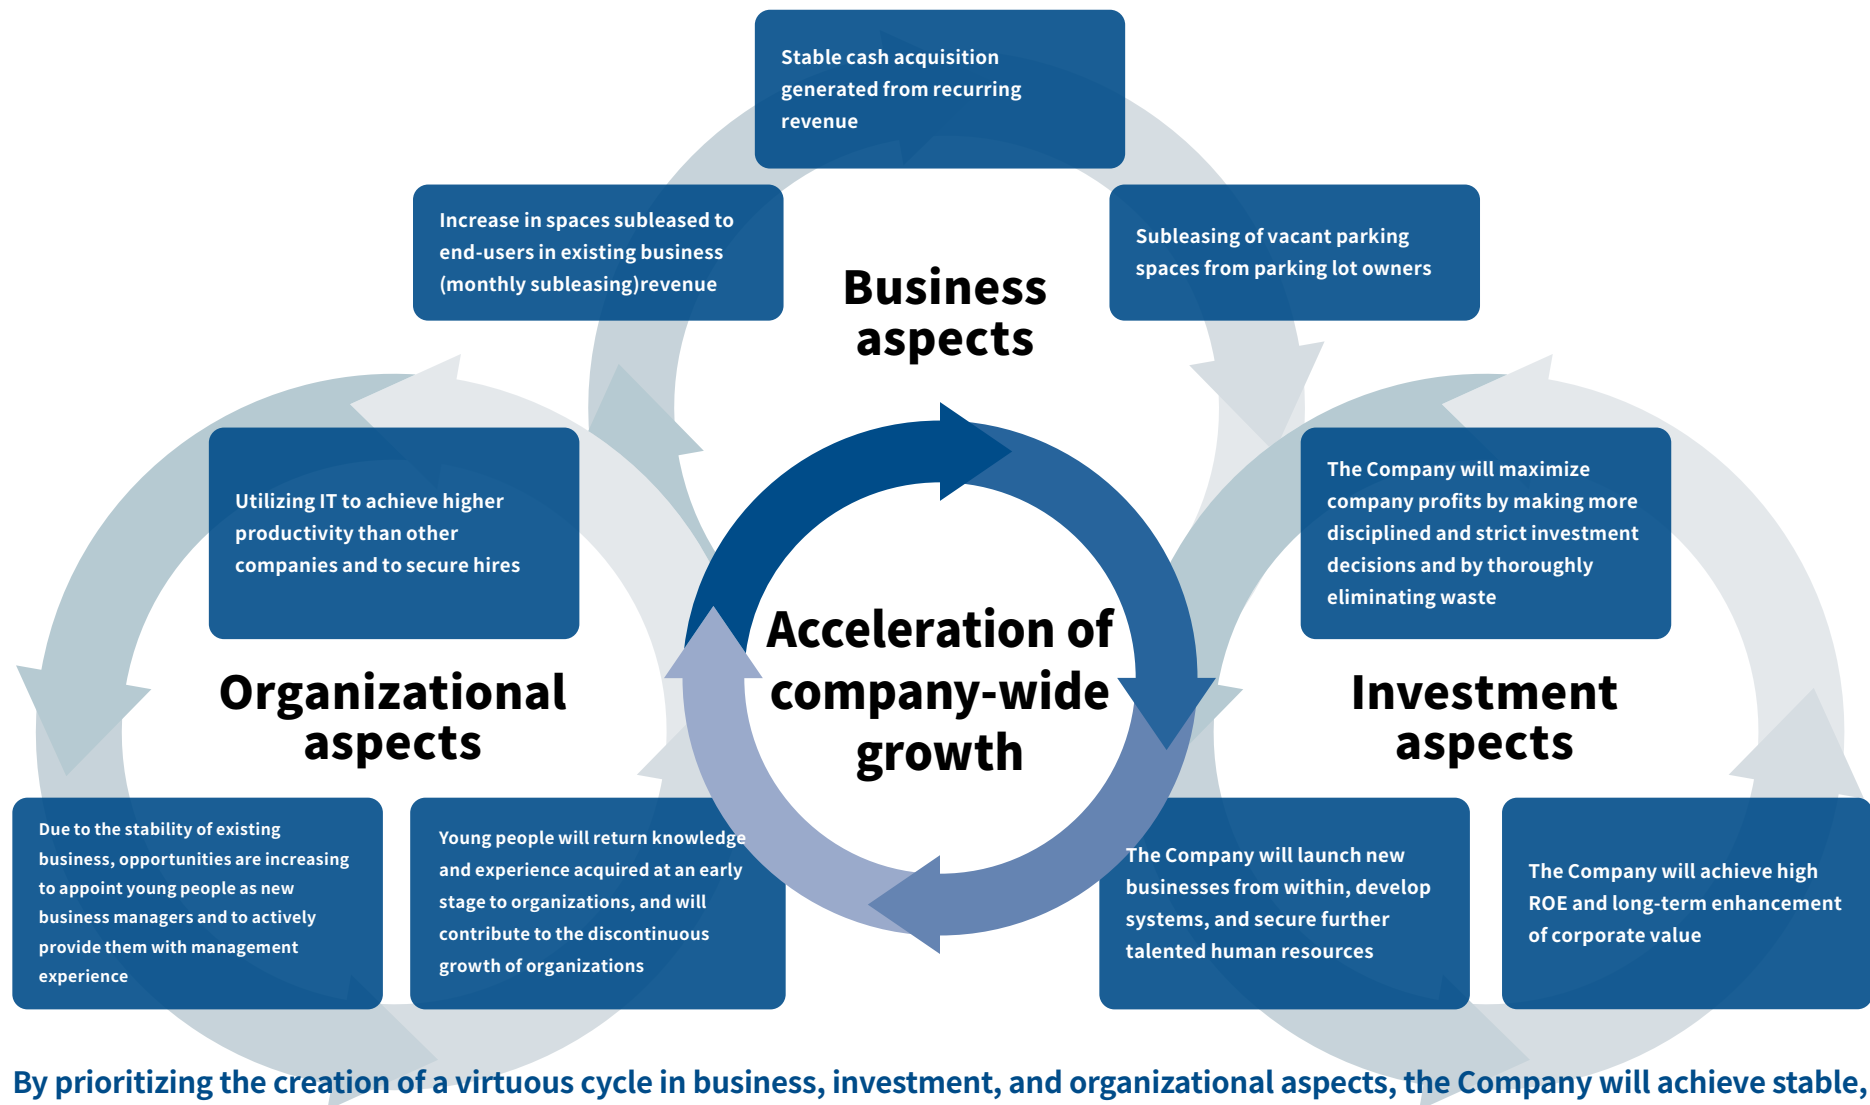 Stable cash acquisition
generated from recurring
revenue
Increase in spaces subleased to
end-users in existing business
(monthly subleasing)revenue
Subleasing of vacant parking
spaces from parking lot owners
Business
aspects
Utilizing IT to achieve higher
productivity than other
companies and to secure hires
The Company will maximize
company profits by making more
disciplined and strict investment
decisions and by thoroughly
eliminating waste
Acceleration of
company-wide
growth
Organizational
aspects
Investment
aspects
Due to the stability of existing
business, opportunities are increasing
to appoint young people as new
business managers and to actively
provide them with management
experience
Young people will return knowledge
and experience acquired at an early
stage to organizations, and will
contribute to the discontinuous
growth of organizations
The Company will launch new
businesses from within, develop
systems, and secure further
talented human resources
The Company will achieve high
ROE and long-term enhancement
of corporate value
By prioritizing the creation of a virtuous cycle in business, investment, and organizational aspects, the Company will achieve stable,